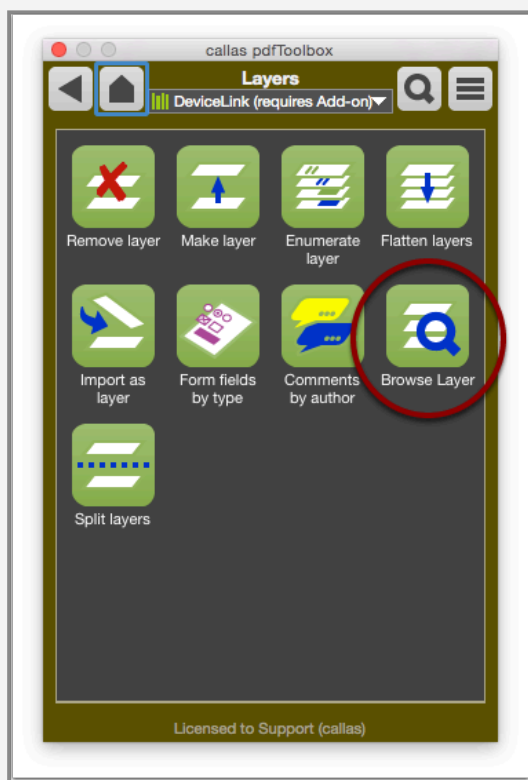 callas pdfToolbox
Layers
DeviceLink (requires Add-on)
Remove layer
Make layer
Enumerate
layer
Flatten layers
Import as
layer
Form fields
by type
Comments
by author
Browse Layer
Split layers
Licensed to Support (callas)